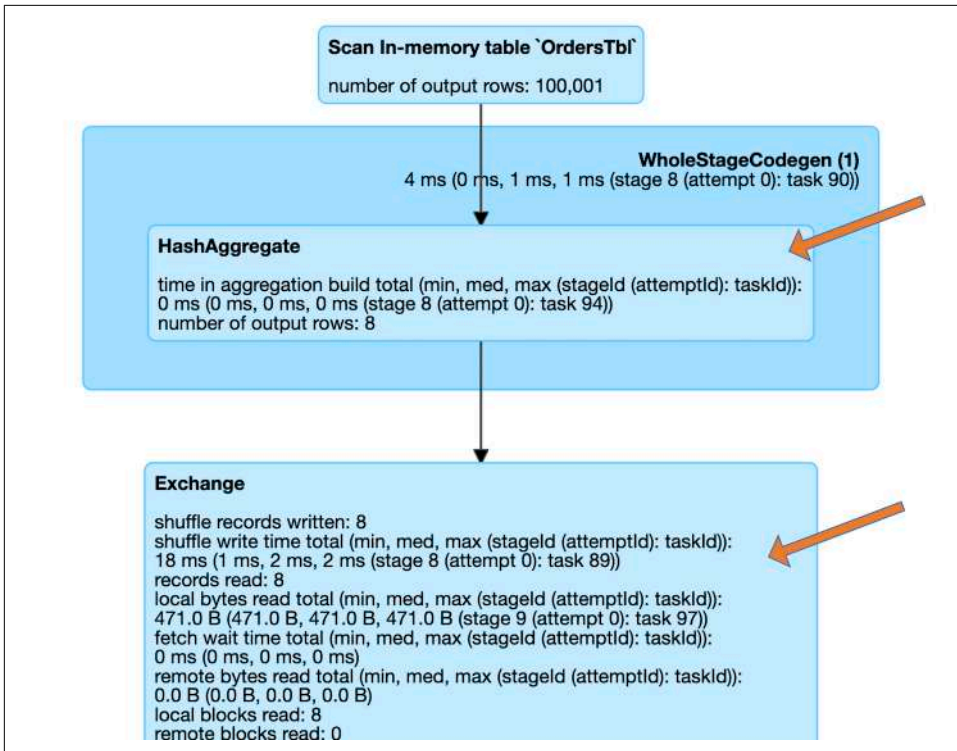 Scan In-memory table `OrdersTbl`
number of output rows: 100,001
WholeStageCodegen (1)
4 ms (0 ms, 1 ms, 1 ms (stage 8 (attempt 0): task 90))
HashAggregate
time in aggregation build total (min, med, max (stageId (attemptId): taskId)):
0 ms (0 ms, 0 ms, 0 ms (stage 8 (attempt 0): task 94))
number of output rows: 8
Exchange
shuffle records written: 8
shuffle write time total (min, med, max (stageId (attemptId): taskId)):
18 ms (1 ms, 2 ms, 2 ms (stage 8 (attempt 0): task 89))
records read: 8
local bytes read total (min, med, max (stageId (attemptId): taskId)):
471.0 B (471.0 B, 471.0 B, 471.0 B (stage 9 (attempt 0): task 97))
fetch wait time total (min, med, max (stageId (attemptId): taskId)):
0 ms (0 ms, 0 ms, 0 ms)
remote bytes read total (min, med, max (stageId (attemptId): taskId)):
0.0 B (0.0 B, 0.0 B, 0.0 B)
local blocks read: 8
remote blocks read: 0